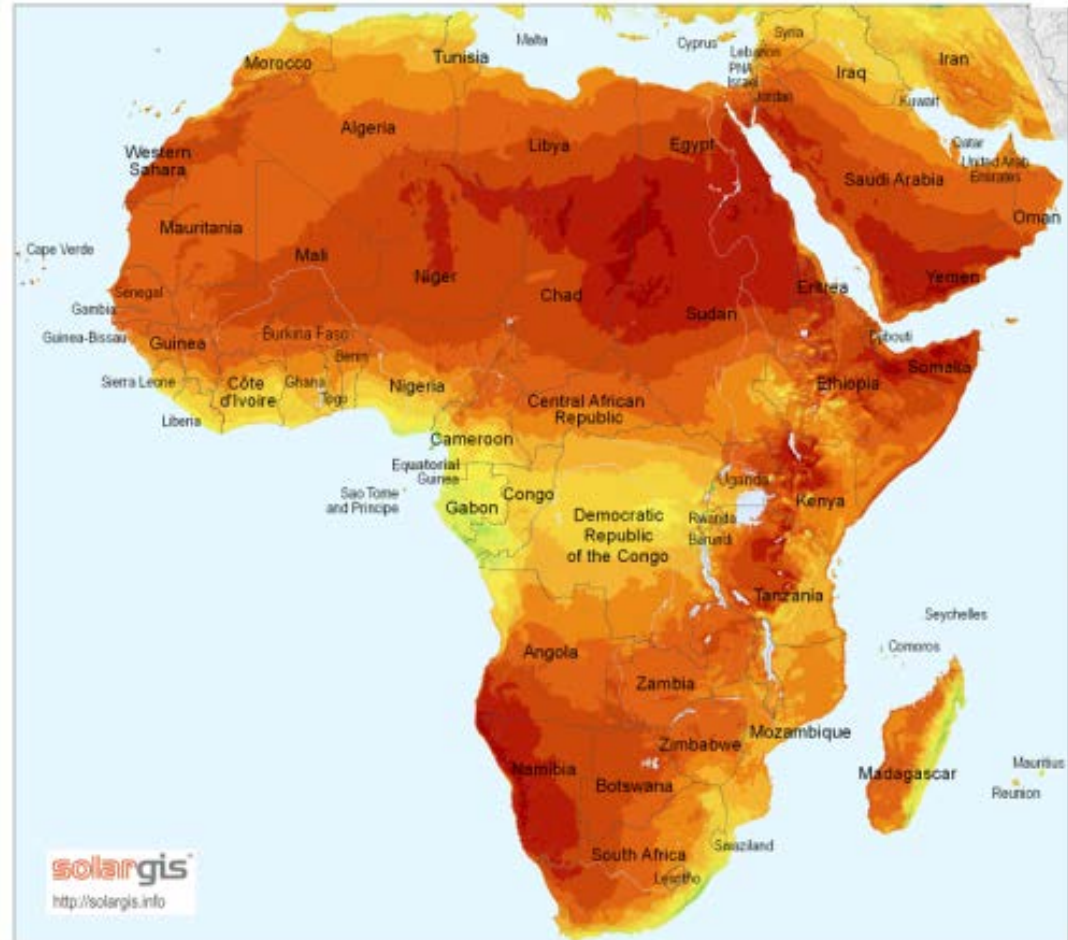 Malta
Cyprus
Syria
Lebanon
PNA
Israel
Jordan
Iraq
Iran
Kuwait
Morocco
Tunisia
Algeria
Libya
Egypt
Qatar
United Arab
Emirates
Saudi Arabia
Oman
Western
Sahara
Mauritania
Mali
Niger
Chad
Sudan
Eritrea
Yemen
Cape Verde
Senegal
Gambia
Guinea-Bissau
Guinea
Burkina Faso
Benin
Djibouti
Somalia
Sierra Leone
Côte
d'Ivoire
Ghana
Togo
Nigeria
Ethiopia
Liberia
Central African
Republic
Cameroon
Equatorial
Guinea
Sao Tome
and Principe
Gabon
Congo
Democratic
Republic
of the Congo
Uganda
Kenya
Rwanda
Burundi
Tanzania
Seychelles
Comoros
Angola
Zambia
Mozambique
Zimbabwe
Namibia
Botswana
Madagascar
Mauritius
Reunion
South Africa
Swaziland
Lesotho
solargis
http://solargis.info